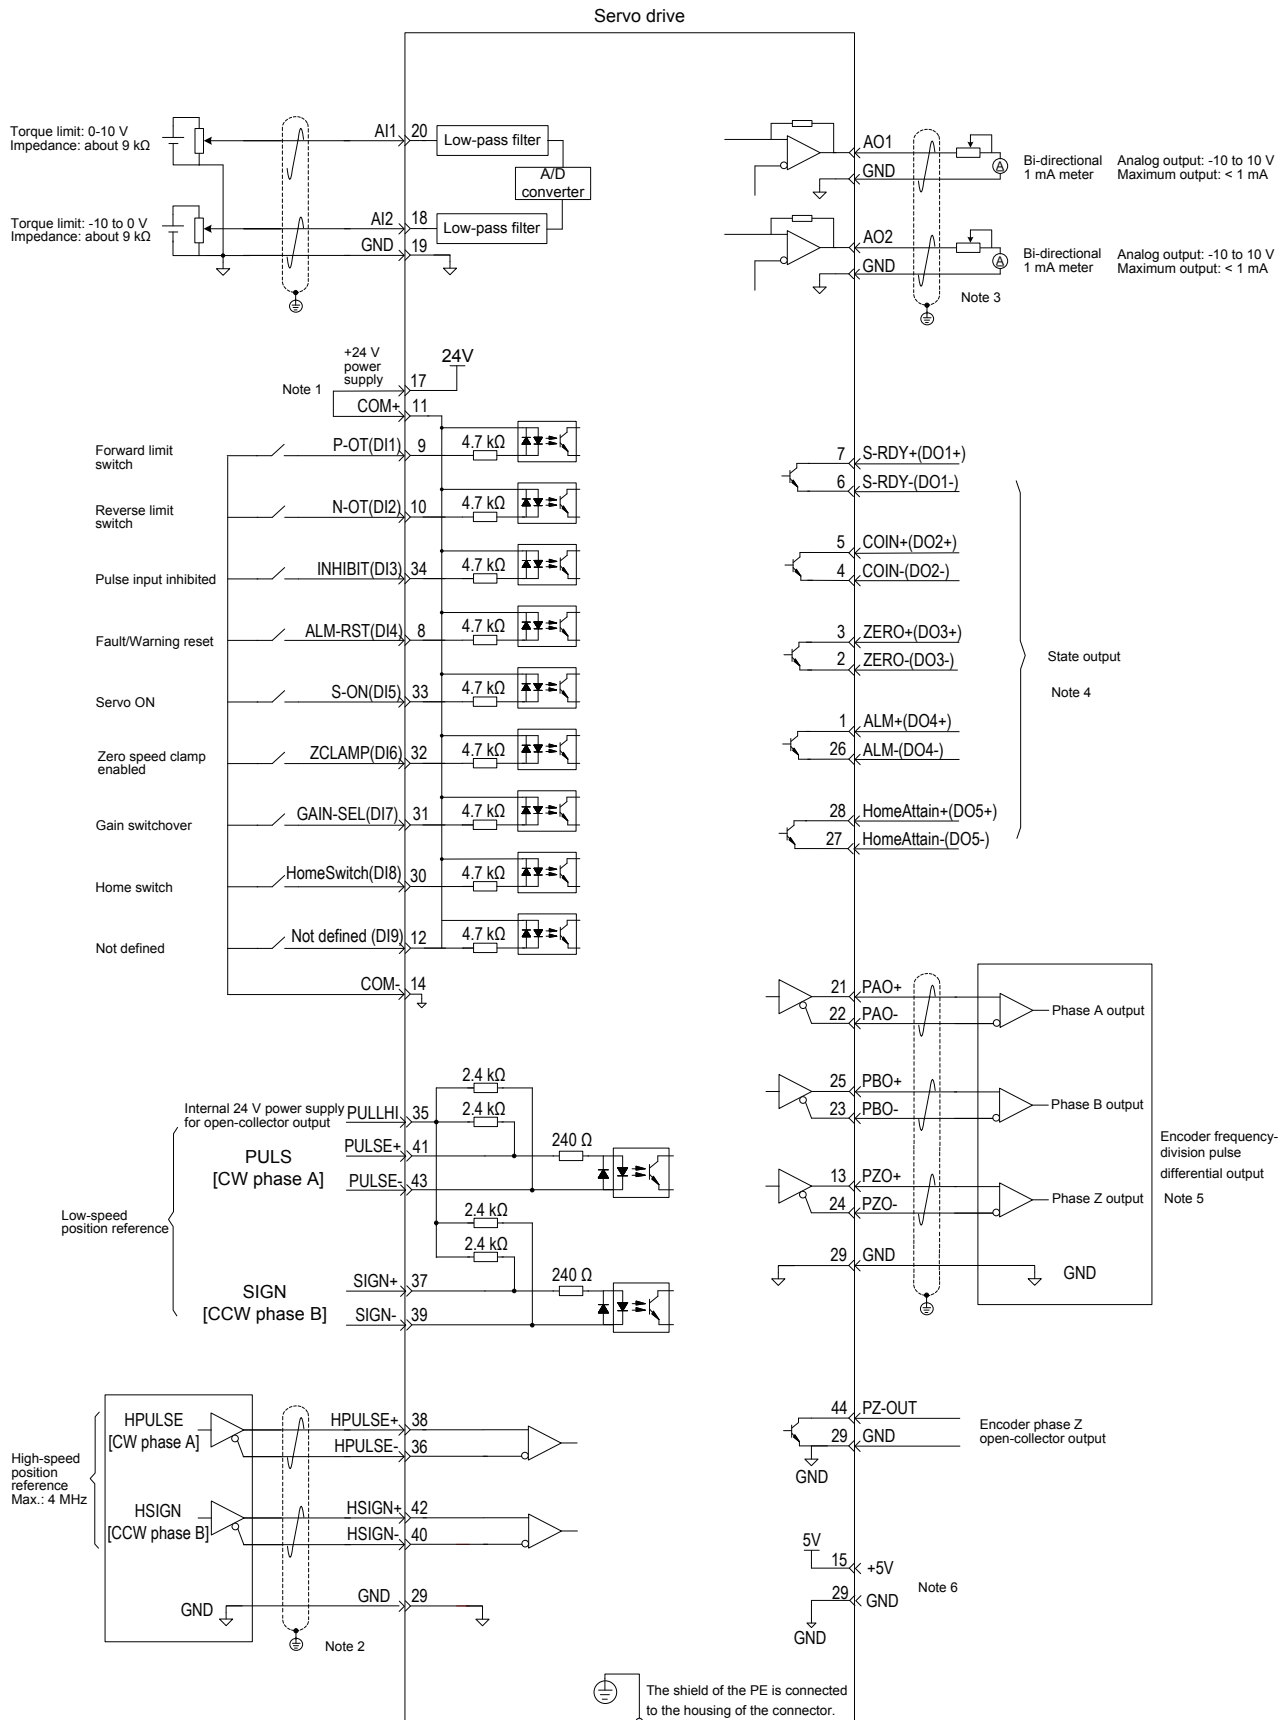 Servo drive
Torque limit: 0-10 V
Impedance: about 9 kΩ
AI1 20
Low-pass filter
A/D
converter
Torque limit: -10 to 0 V
Impedance: about 9 kΩ
AI2 18
Low-pass filter
GND 19
AO1
GND
A
Bi-directional
1 mA meter
Analog output: -10 to 10 V
Maximum output: < 1 mA
AO2
GND
A
Bi-directional
1 mA meter
Analog output: -10 to 10 V
Maximum output: < 1 mA
Note 3
+24 V
power
supply
17
24V
Note 1
COM+ 11
Forward limit
switch
P-OT(DI1) 9
4.7 kΩ
Reverse limit
switch
N-OT(DI2) 10
4.7 kΩ
Pulse input inhibited
INHIBIT(DI3) 34
4.7 kΩ
Fault/Warning reset
ALM-RST(DI4) 8
4.7 kΩ
Servo ON
S-ON(DI5) 33
4.7 kΩ
Zero speed clamp
enabled
ZCLAMP(DI6) 32
4.7 kΩ
Gain switchover
GAIN-SEL(DI7) 31
4.7 kΩ
Home switch
HomeSwitch(DI8) 30
4.7 kΩ
Not defined
Not defined (DI9) 12
4.7 kΩ
COM- 14
7 S-RDY+(DO1+)
6 S-RDY-(DO1-)
5 COIN+(DO2+)
4 COIN-(DO2-)
3 ZERO+(DO3+)
2 ZERO-(DO3-)
1 ALM+(DO4+)
26 ALM-(DO4-)
28 HomeAttain+(DO5+)
27 HomeAttain-(DO5-)
State output
Note 4
21 PAO+
22 PAO-
Phase A output
25 PBO+
23 PBO-
Phase B output
13 PZO+
24 PZO-
Phase Z output
29 GND
GND
Encoder frequency-
division pulse
differential output
Note 5
Low-speed
position reference
Internal 24 V power supply
for open-collector output
PULLHI 35
2.4 kΩ
2.4 kΩ
PULS
[CW phase A]
PULSE+ 41
240 Ω
PULSE- 43
2.4 kΩ
2.4 kΩ
SIGN
[CCW phase B]
SIGN+ 37
240 Ω
SIGN- 39
High-speed
position
reference
Max.: 4 MHz
HPULSE
[CW phase A]
HPULSE+ 38
HPULSE- 36
HSIGN
[CCW phase B]
HSIGN+ 42
HSIGN- 40
GND
GND 29
Note 2
44 PZ-OUT
29 GND
GND
Encoder phase Z
open-collector output
5V
15 +5V
29 GND
GND
Note 6
The shield of the PE is connected
to the housing of the connector.